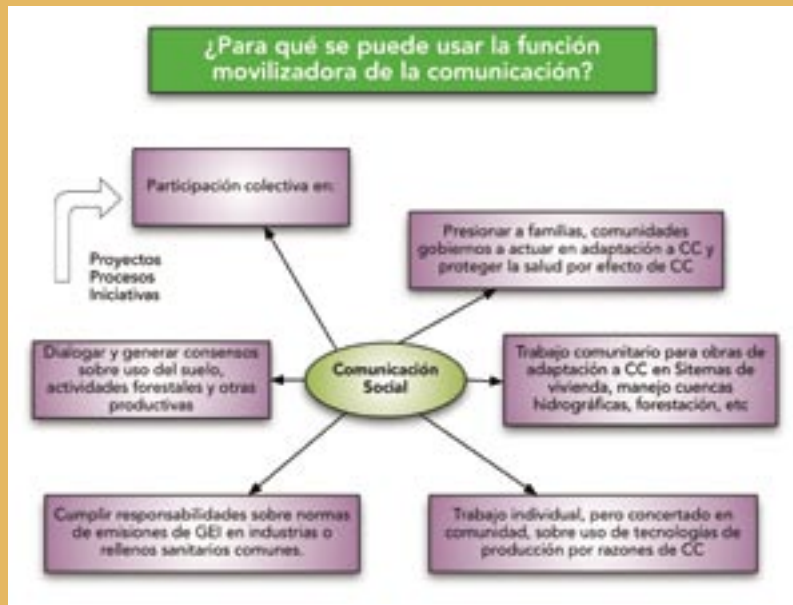 ¿Para qué se puede usar la función
movilizadora de la comunicación?
Participación colectiva en:
Proyectos
Procesos
Iniciativas
Presionar a familias, comunidades
gobiernos a actuar en adaptación a CC y
proteger la salud por efecto de CC
Dialogar y generar consensos
sobre uso del suelo,
actividades forestales y otras
productivas
Comunicación
Social
Trabajo comunitario para obras de
adaptación a CC en Sitemas de
vivienda, manejo cuencas
hidrográficas, forestación, etc
Cumplir responsabilidades sobre normas
de emisiones de GEI en industrias o
rellenos sanitarios comunes.
Trabajo individual, pero concertado en
comunidad, sobre uso de tecnologías de
producción por razones de CC